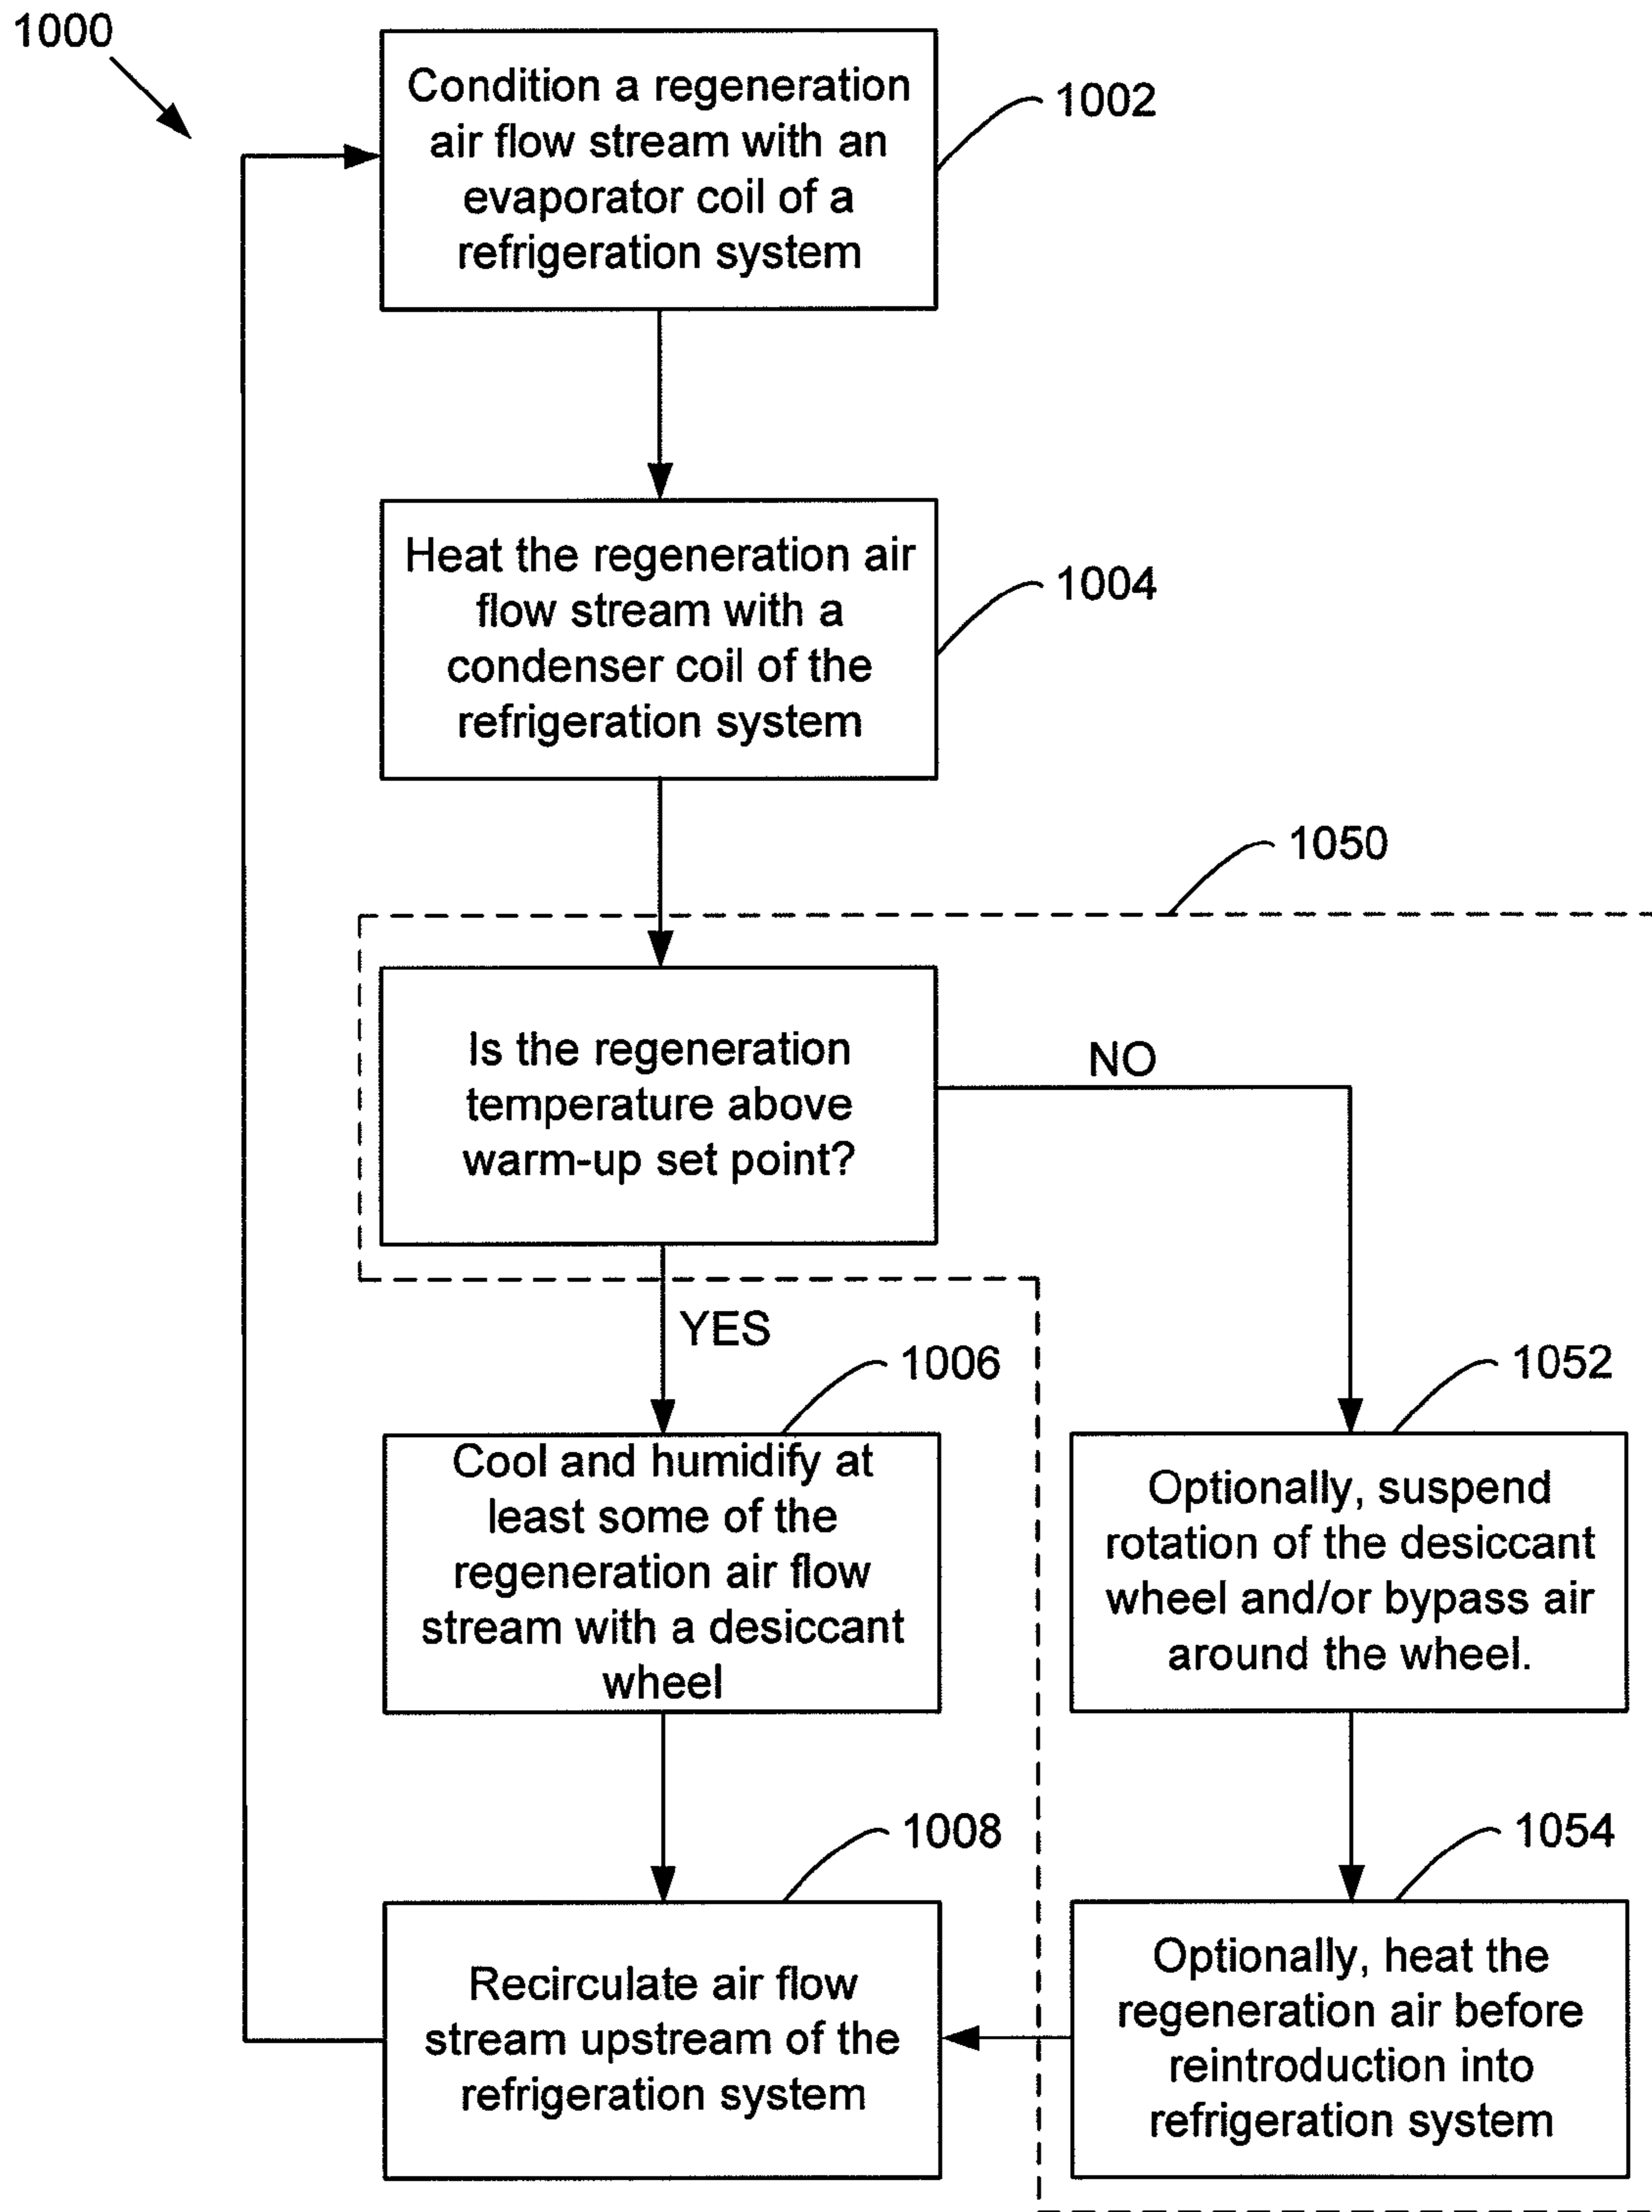 1000
Condition a regeneration
air flow stream with an
evaporator coil of a
refrigeration system
1002
Heat the regeneration air
flow stream with a
condenser coil of the
refrigeration system
1004
1050
Is the regeneration
temperature above
warm-up set point?
NO
YES
1006
Cool and humidify at
least some of the
regeneration air flow
stream with a desiccant
wheel
1052
Optionally, suspend
rotation of the desiccant
wheel and/or bypass air
around the wheel.
1008
Recirculate air flow
stream upstream of the
refrigeration system
1054
Optionally, heat the
regeneration air before
reintroduction into
refrigeration system